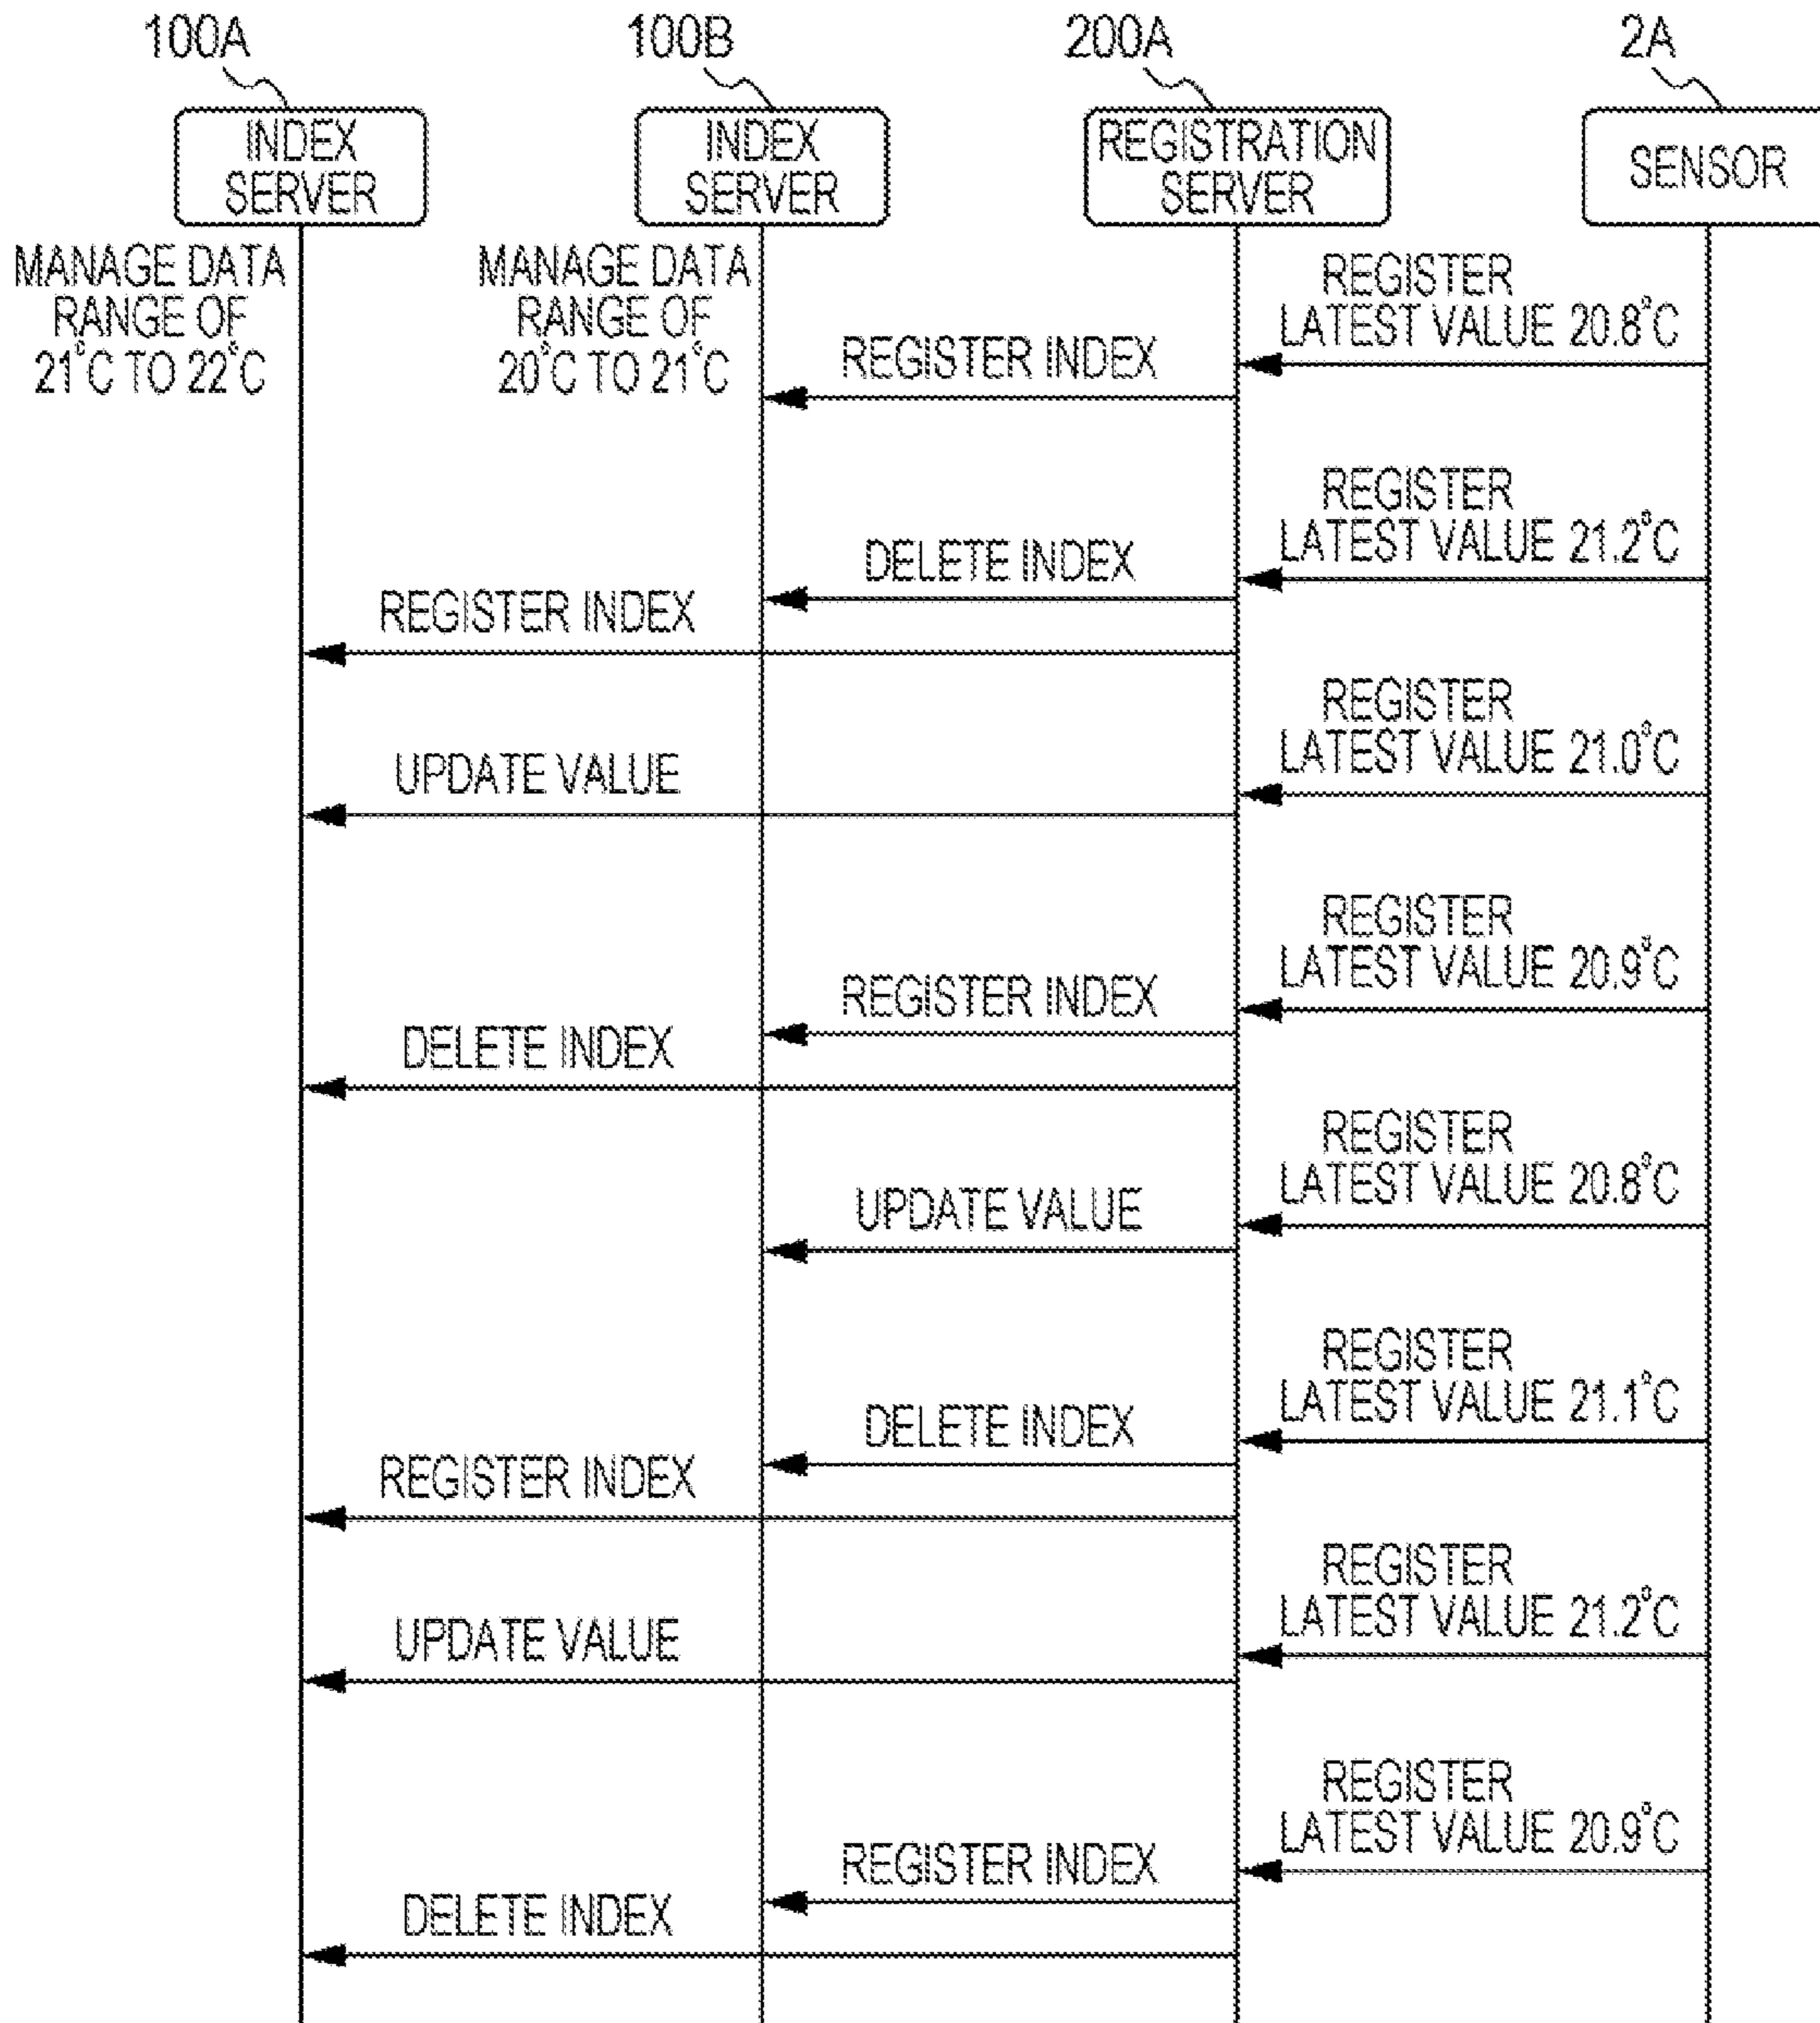 100A
100B
200A
2A
INDEX
SERVER
INDEX
SERVER
REGISTRATION
SERVER
SENSOR
MANAGE DATA
RANGE OF
21°C TO 22°C
MANAGE DATA
RANGE OF
20°C TO 21°C
REGISTER
LATEST VALUE 20.8°C
REGISTER INDEX
REGISTER
LATEST VALUE 21.2°C
DELETE INDEX
REGISTER INDEX
REGISTER
LATEST VALUE 21.0°C
UPDATE VALUE
REGISTER
LATEST VALUE 20.9°C
REGISTER INDEX
DELETE INDEX
REGISTER
LATEST VALUE 20.8°C
UPDATE VALUE
REGISTER
LATEST VALUE 21.1°C
DELETE INDEX
REGISTER INDEX
REGISTER
LATEST VALUE 21.2°C
UPDATE VALUE
REGISTER
LATEST VALUE 20.9°C
REGISTER INDEX
DELETE INDEX